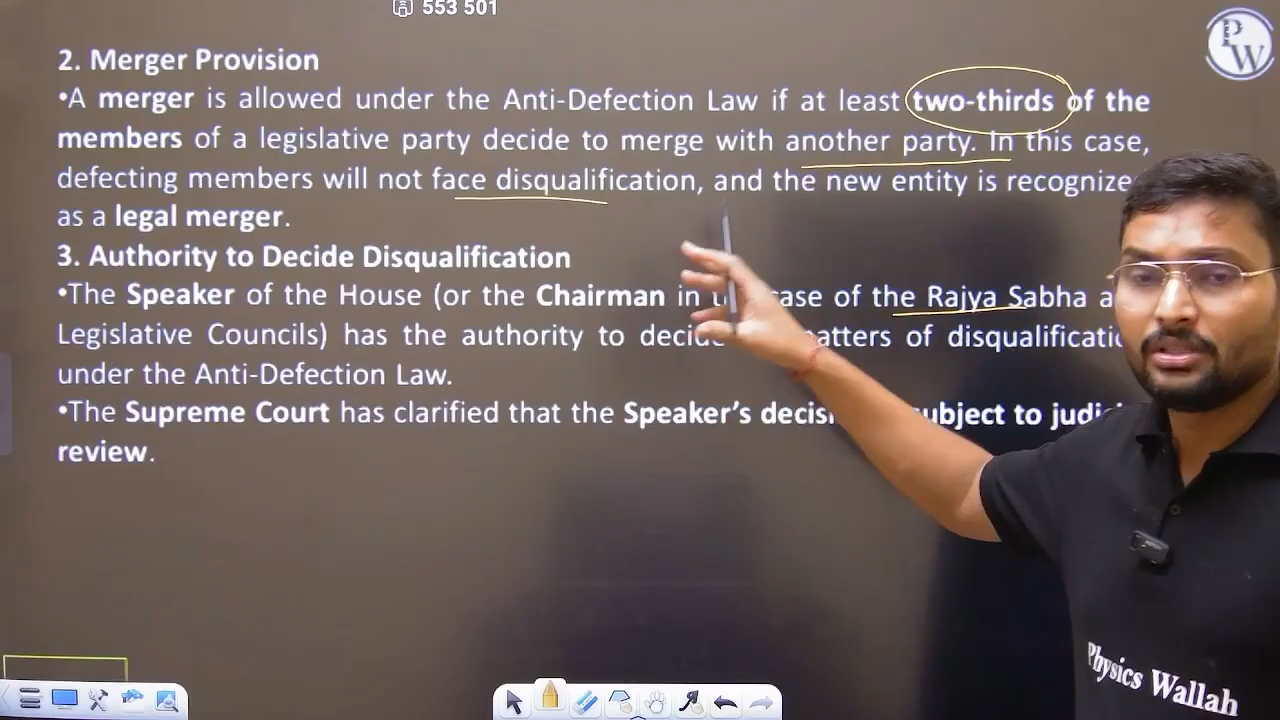 553 501
PW
2. Merger Provision
•A merger is allowed under the Anti-Defection Law if at least two-thirds of the
members of a legislative party decide to merge with another party. In this case,
defecting members will not face disqualification, and the new entity is recognize
as a legal merger.
3. Authority to Decide Disqualification
•The Speaker of the House (or the Chairman in case of the Rajya Sabha
Legislative Councils) has the authority to decide matters of disqualificatio
under the Anti-Defection Law.
•The Supreme Court has clarified that the Speaker's decis subject to judi
review.
Physics Wallah